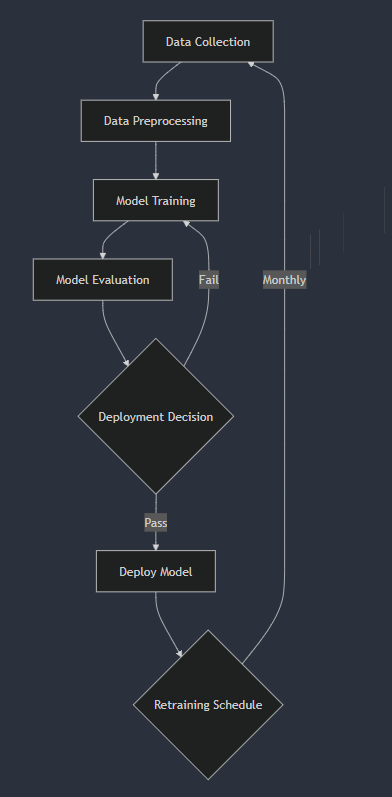 Data Collection
Data Preprocessing
Model Training
Model Evaluation
Fail
Monthly
Deployment Decision
Pass
Deploy Model
Retraining Schedule